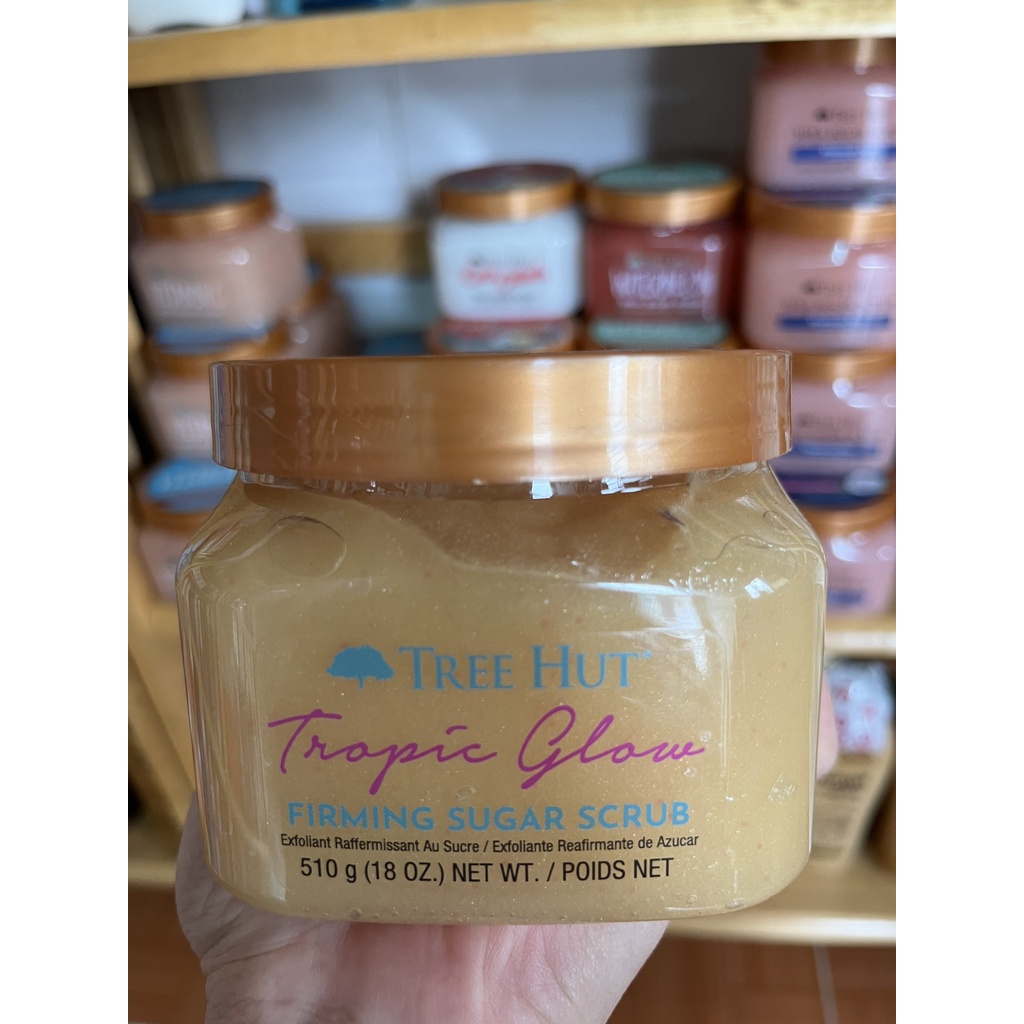 TREE HUT
Tropic Glow
FIRMING SUGAR SCRUB
Exfoliant Raffermissant Au Sucre / Exfoliante Reafirmante de Azucar
510 g (18 OZ.) NET WT. / POIDS NET
WATERMELON